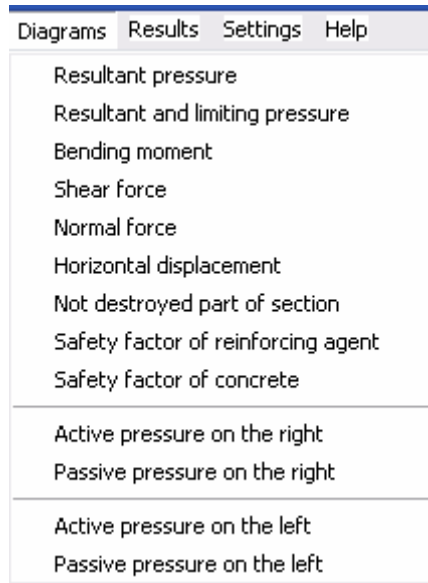 Diagrams Results Settings Help
Resultant pressure
Resultant and limiting pressure
Bending moment
Shear force
Normal force
Horizontal displacement
Not destroyed part of section
Safety factor of reinforcing agent
Safety factor of concrete
Active pressure on the right
Passive pressure on the right
Active pressure on the left
Passive pressure on the left